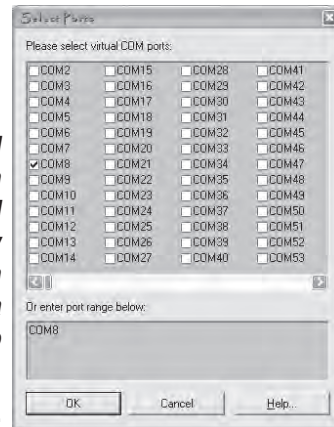 Select Ports
Please select virtual COM ports:
COM2 COM15 COM28 COM41
COM3 COM16 COM29 COM42
COM4 COM17 COM30 COM43
COM5 COM18 COM31 COM44
COM6 COM19 COM32 COM45
COM7 COM20 COM33 COM46
COM8 COM21 COM34 COM47
COM9 COM22 COM35 COM48
COM10 COM23 COM36 COM49
COM11 COM24 COM37 COM50
COM12 COM25 COM38 COM51
COM13 COM26 COM39 COM52
COM14 COM27 COM40 COM53
Or enter port range below:
COM8
OK Cancel Help...